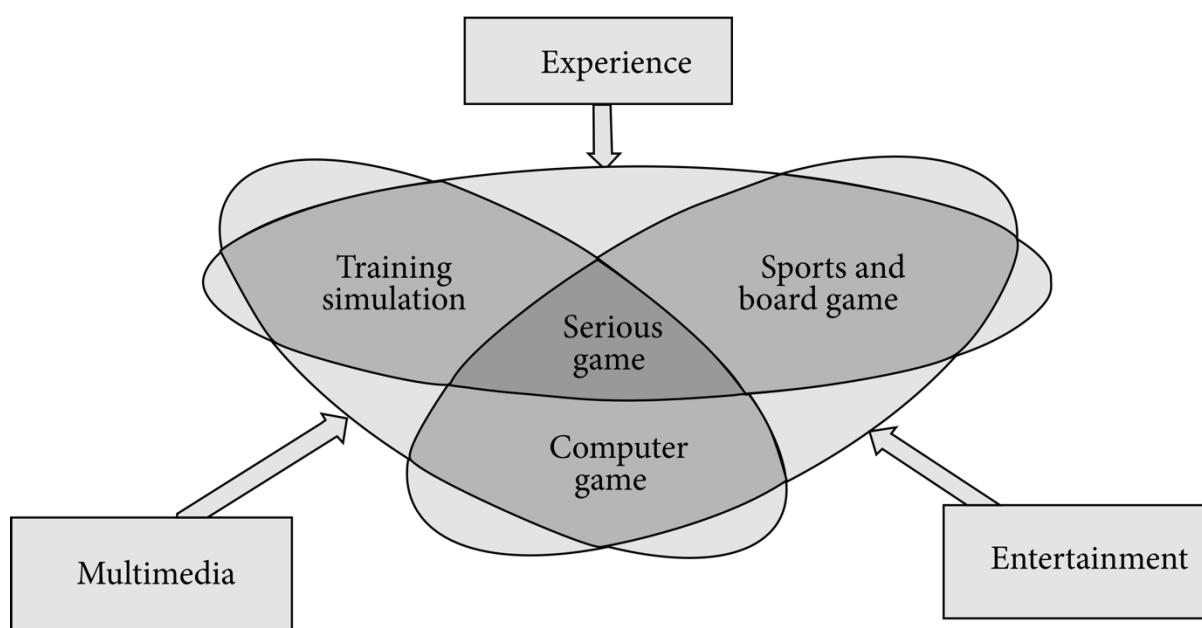 Experience
Training
simulation
Sports and
board game
Serious
game
Computer
game
Multimedia
Entertainment